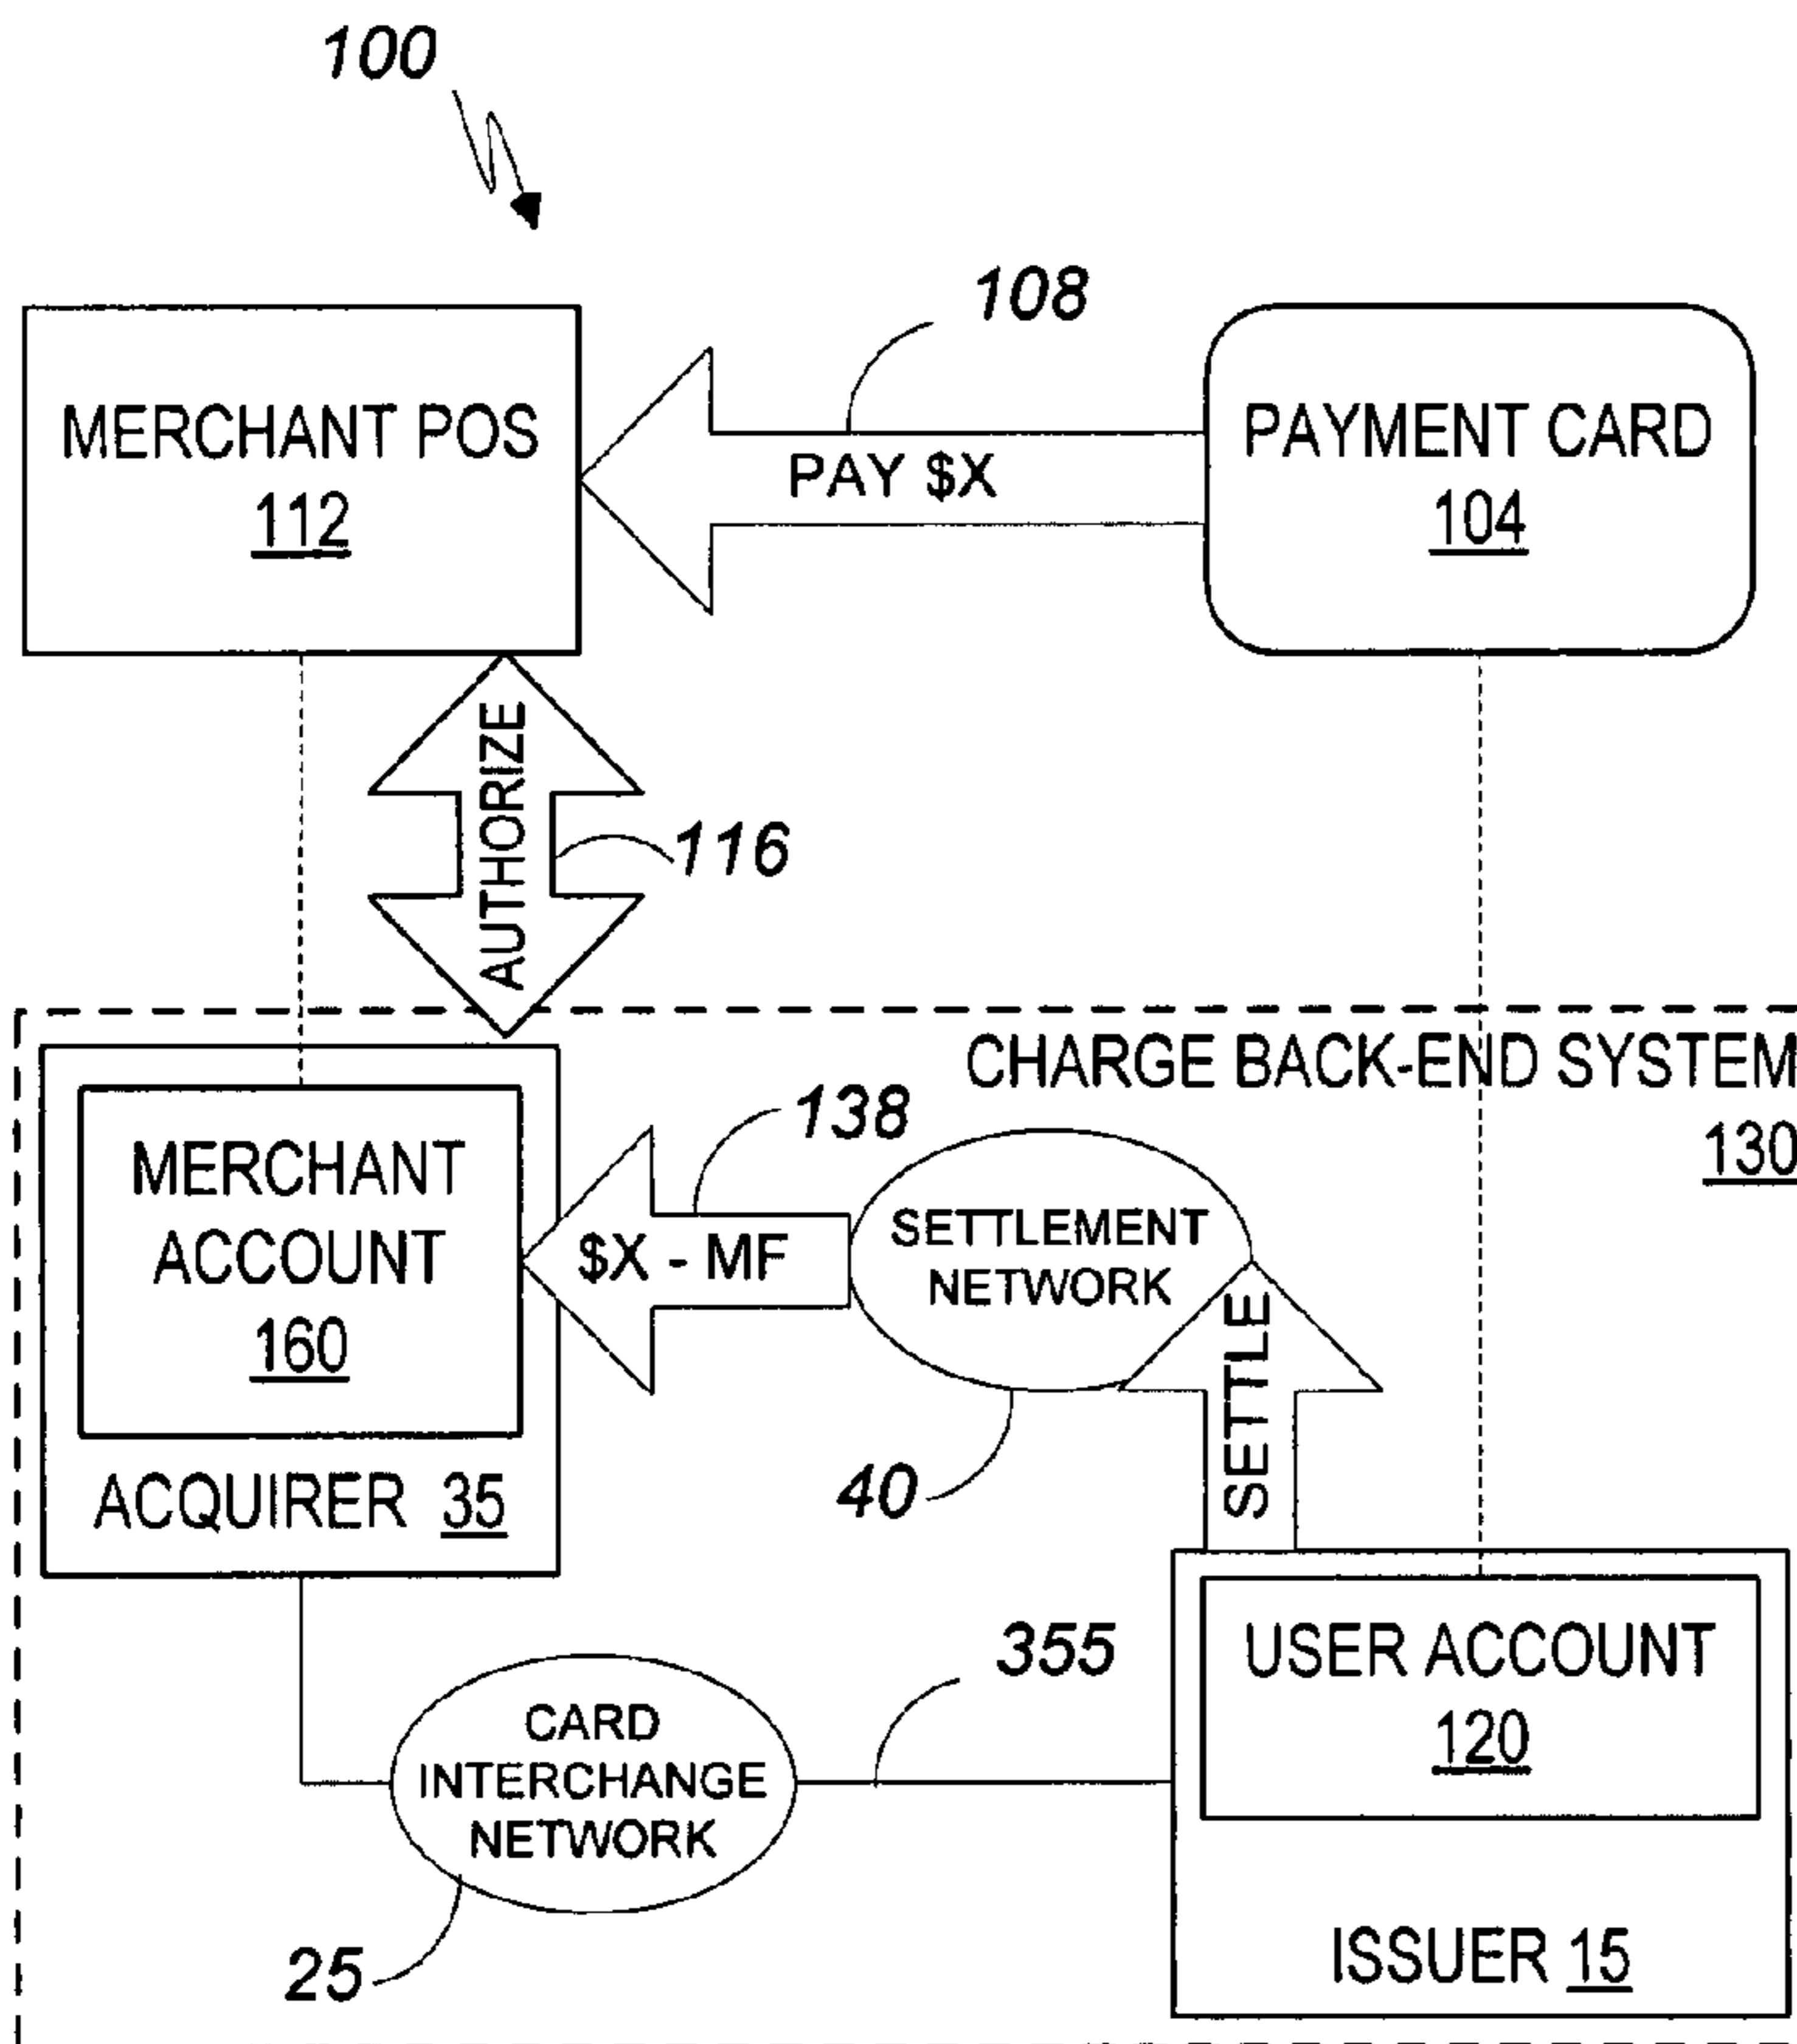 100
108
MERCHANT POS
112
PAY $X
PAYMENT CARD
104
AUTHORIZE
116
CHARGE BACK-END SYSTEM
130
138
MERCHANT
ACCOUNT
160
$X - MF
SETTLEMENT
NETWORK
SETTLE
40
ACQUIRER 35
355
USER ACCOUNT
120
CARD
INTERCHANGE
NETWORK
25
ISSUER 15